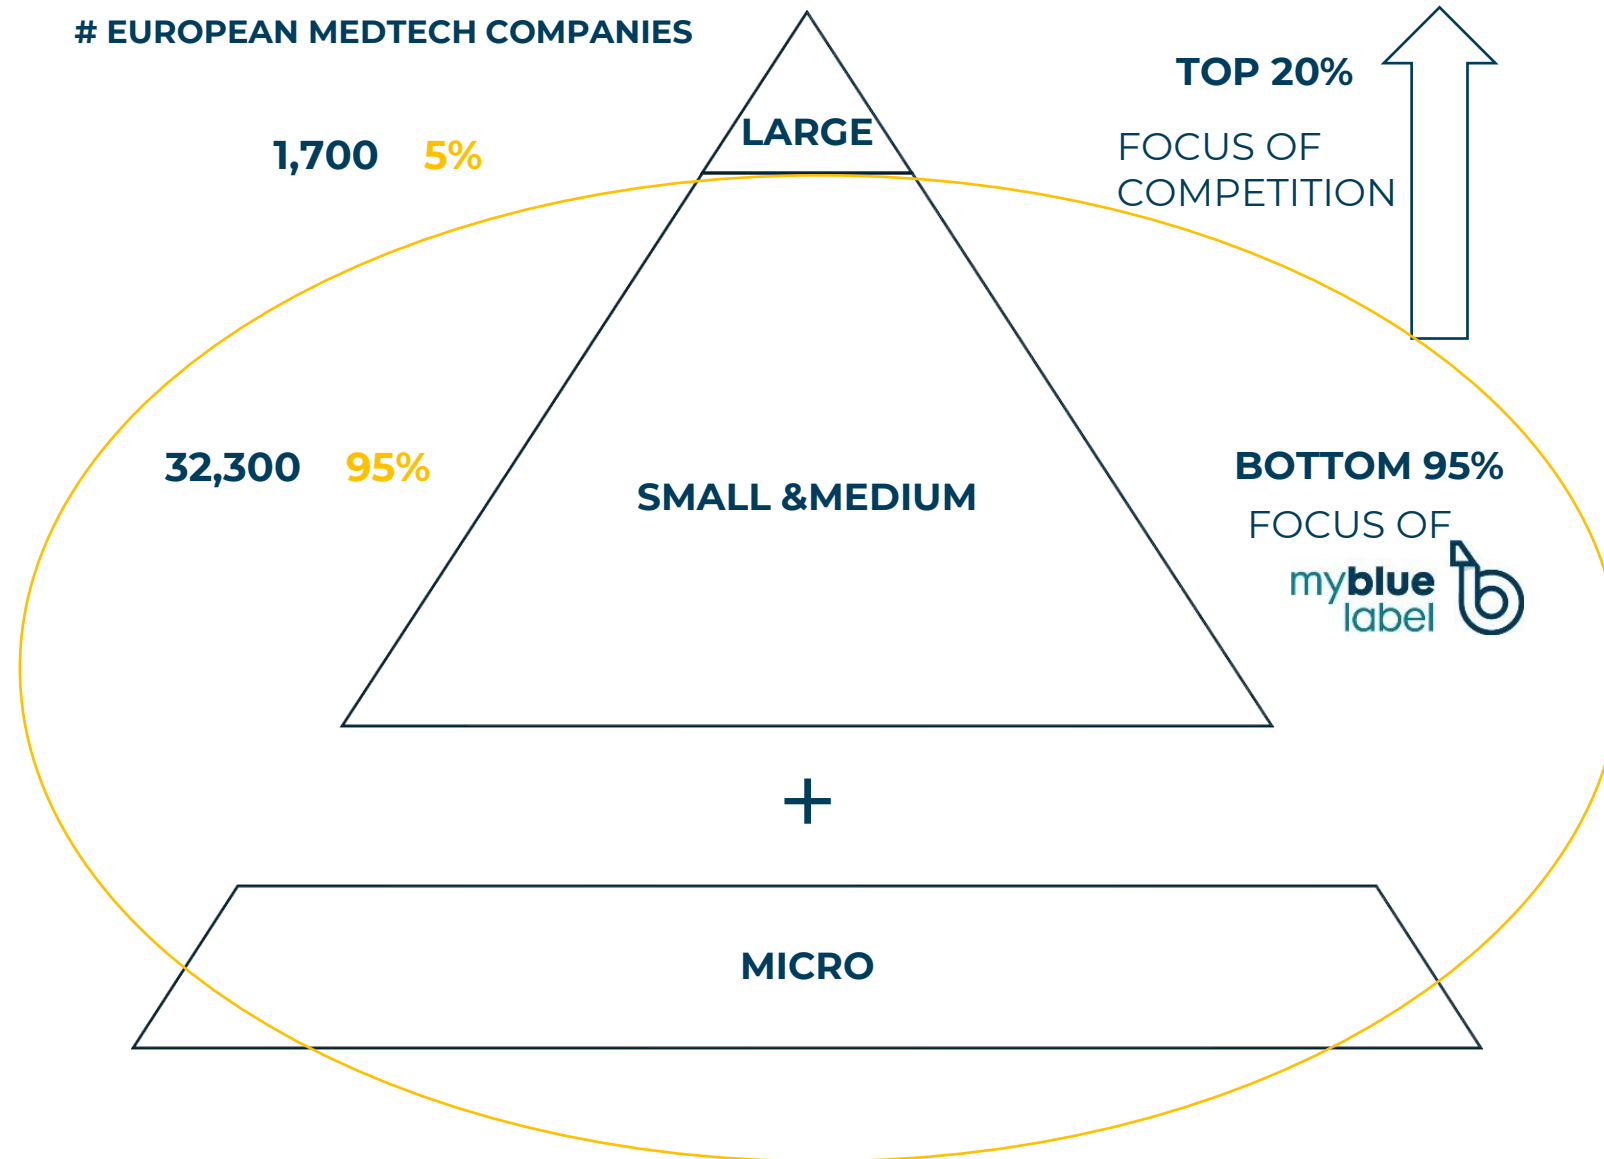 # EUROPEAN MEDTECH COMPANIES
TOP 20%
LARGE
1,700 5%
FOCUS OF
COMPETITION
32,300 95%
SMALL &MEDIUM
BOTTOM 95%
FOCUS OF
myblue
label
+
MICRO